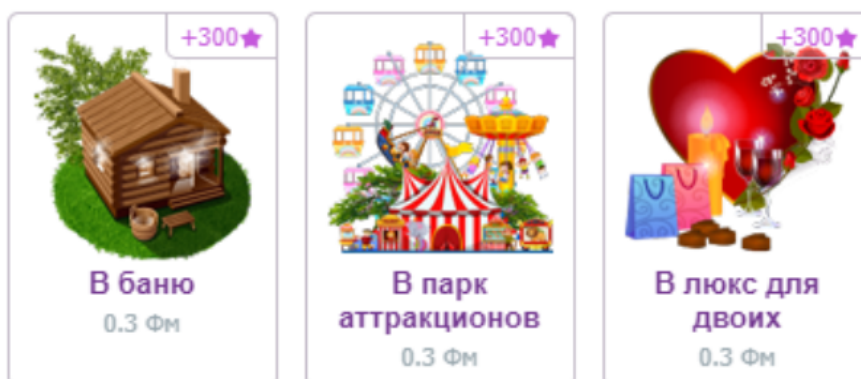 +300
+300
+300
В баню
0.3 Фм
В парк
аттракционов
0.3 Фм
В люкс для
двоих
0.3 Фм